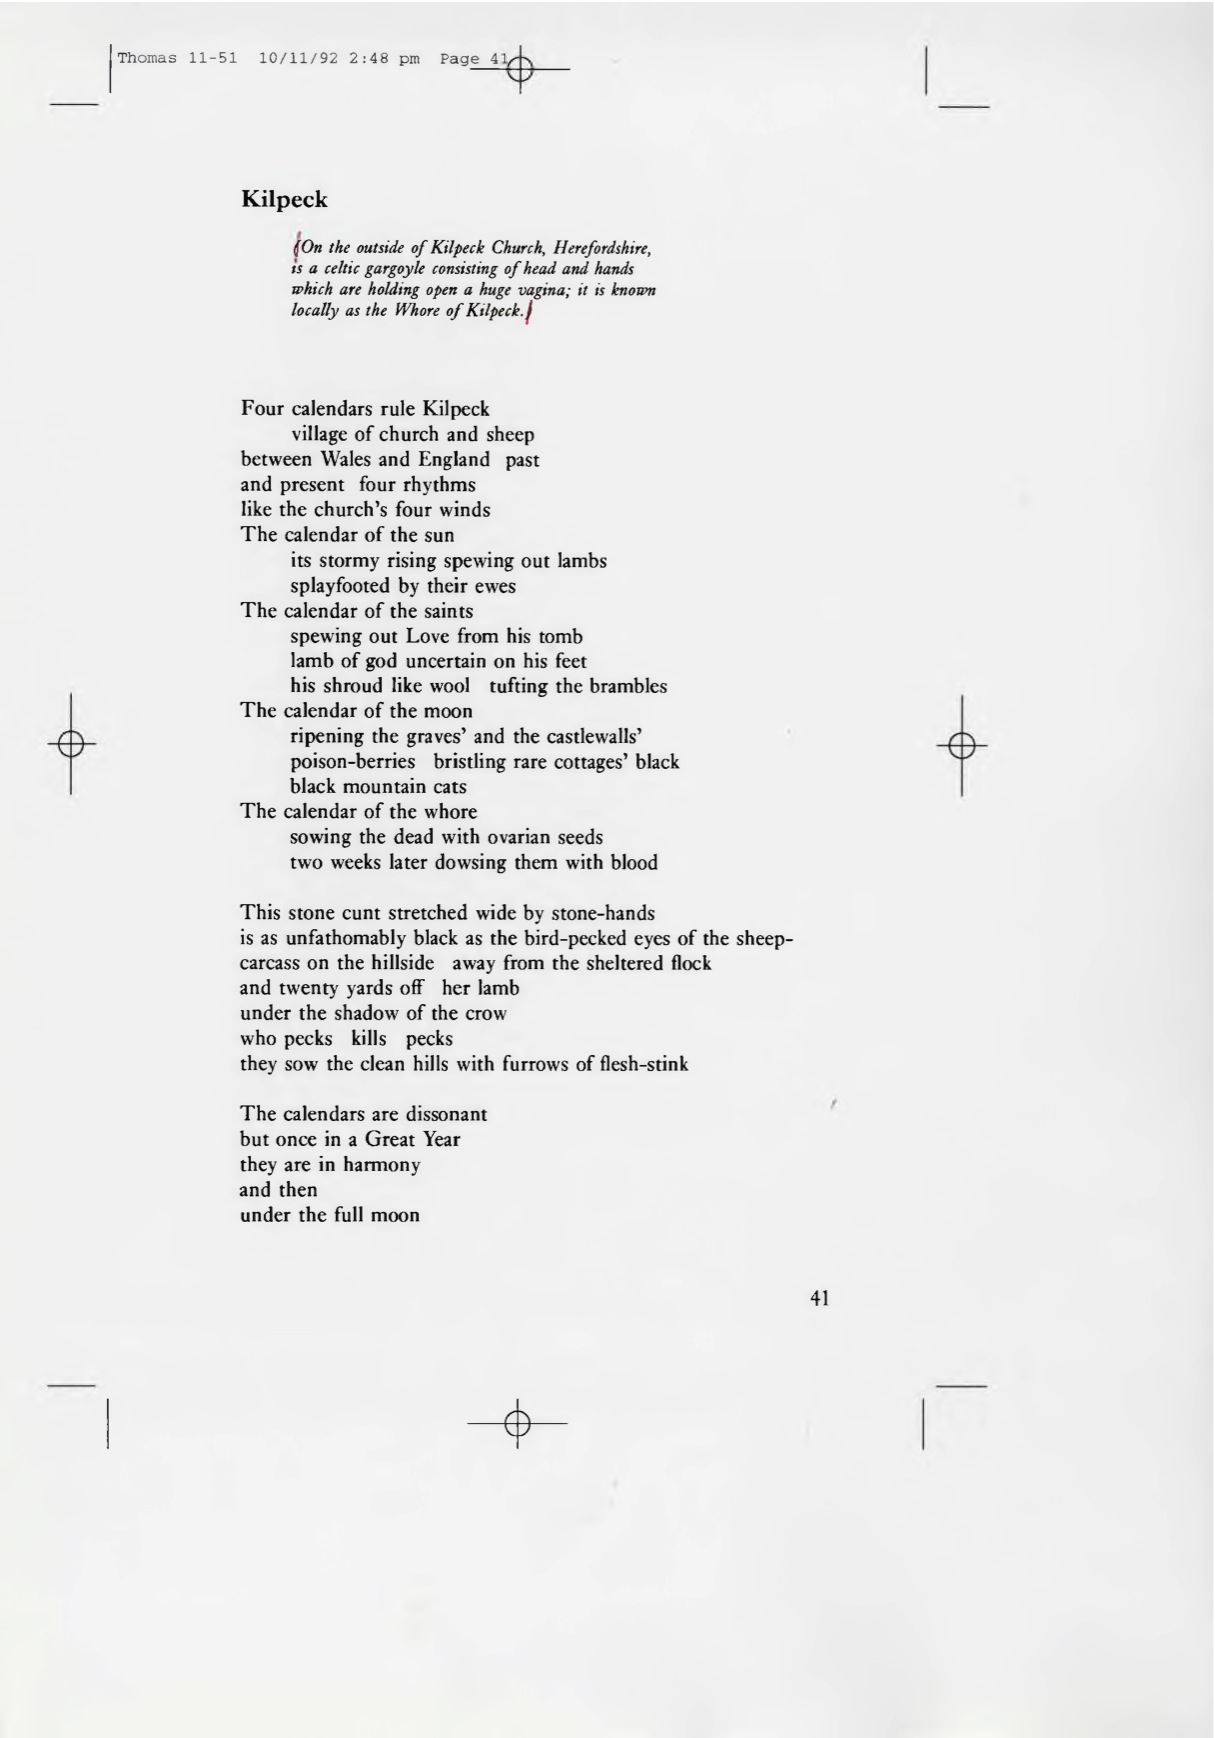 Thomas 11-51  10/11/92 2:48 pm  Page 41
Kilpeck
(On the outside of Kilpeck Church, Herefordshire,
is a celtic gargoyle consisting of head and hands
which are holding open a huge vagina; it is known
locally as the Whore of Kilpeck.)
Four calendars rule Kilpeck
village of church and sheep
between Wales and England  past
and present  four rhythms
like the church's four winds
The calendar of the sun
its stormy rising spewing out lambs
splayfooted by their ewes
The calendar of the saints
spewing out Love from his tomb
lamb of god uncertain on his feet
his shroud like wool  tufting the brambles
The calendar of the moon
ripening the graves' and the castlewalls'
poison-berries  bristling rare cottages' black
black mountain cats
The calendar of the whore
sowing the dead with ovarian seeds
two weeks later dowsing them with blood
This stone cunt stretched wide by stone-hands
is as unfathomably black as the bird-pecked eyes of the sheep-
carcass on the hillside  away from the sheltered flock
and twenty yards off  her lamb
under the shadow of the crow
who pecks  kills  pecks
they sow the clean hills with furrows of flesh-stink
The calendars are dissonant
but once in a Great Year
they are in harmony
and then
under the full moon
41